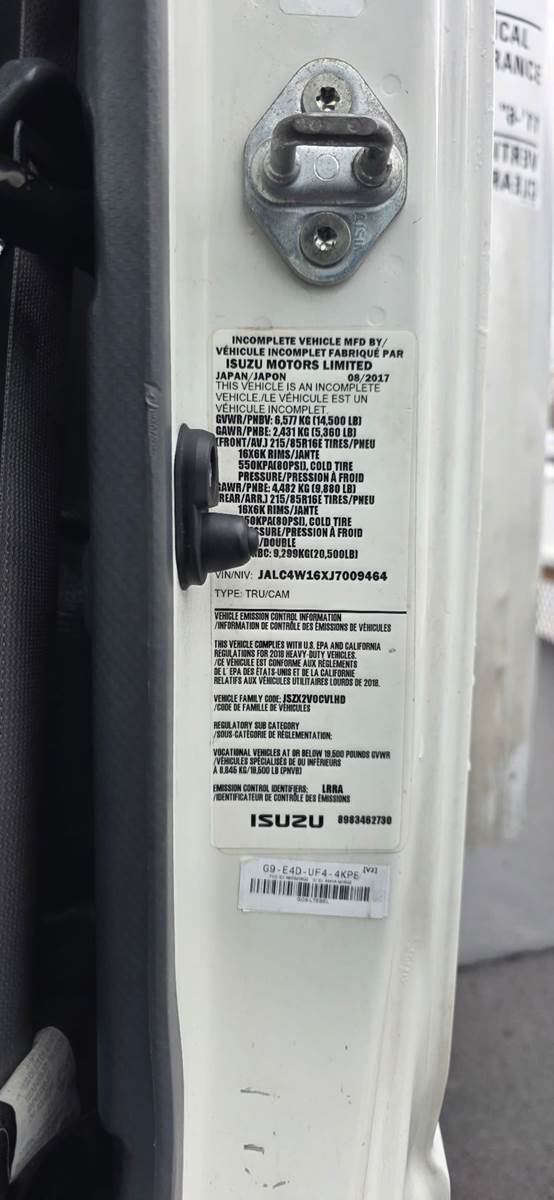 INCOMPLETE VEHICLE MFD BY/
VÉHICULE INCOMPLET FABRIQUÉ PAR
ISUZU MOTORS LIMITED
JAPAN/JAPON 08/2017
THIS VEHICLE IS AN INCOMPLETE
VEHICLE./LE VÉHICULE EST UN
VÉHICULE INCOMPLET.
GVWR/PNBV: 6,577 KG (14,500 LB)
GAWR/PNBE: 2,431 KG (5,360 LB)
(FRONT/AV.) 215/85R16E TIRES/PNEU
16X6K RIMS/JANTE
550KPA(80PSI), COLD TIRE
PRESSURE/PRESSION À FROID
GAWR/PNBE: 4,482 KG (9,880 LB)
REAR/ARR.) 215/85R16E TIRES/PNEU
16X6K RIMS/JANTE
50KPA(80PSI), COLD TIRE
SSURE/PRESSION À FROID
/DOUBLE
BC: 9,299KG(20,500LB)
VIN/NIV: JALC4W16XJ7009464
TYPE: TRU/CAM
VEHICLE EMISSION CONTROL INFORMATION
/INFORMATION DE CONTRÔLE DES ÉMISSIONS DE VÉHICULES
THIS VEHICLE COMPLIES WITH U.S. EPA AND CALIFORNIA
REGULATIONS FOR 2018 HEAVY-DUTY VEHICLES.
/CE VÉHICULE EST CONFORME AUX RÈGLEMENTS
DE L'EPA DES ÉTATS-UNIS ET DE LA CALIFORNIE
RELATIFS AUX VÉHICULES UTILITAIRES LOURDS DE 2018.
VEHICLE FAMILY CODE: JSZX2VOCVLHD
/CODE DE FAMILLE DE VÉHICULES
REGULATORY SUB CATEGORY
/SOUS-CATÉGORIE DE RÉGLEMENTATION:
VOCATIONAL VEHICLES AT OR BELOW 19,500 POUNDS GVWR
/VÉHICULES SPÉCIALISÉS DE OU INFÉRIEURS
À 8,845 KG/19,500 LB (PNVB)
EMISSION CONTROL IDENTIFIERS: LRRA
/IDENTIFICATEUR DE CONTRÔLE DES ÉMISSIONS
ISUZU 8983462730
G9-E4D-UF4-4KPE [V2]